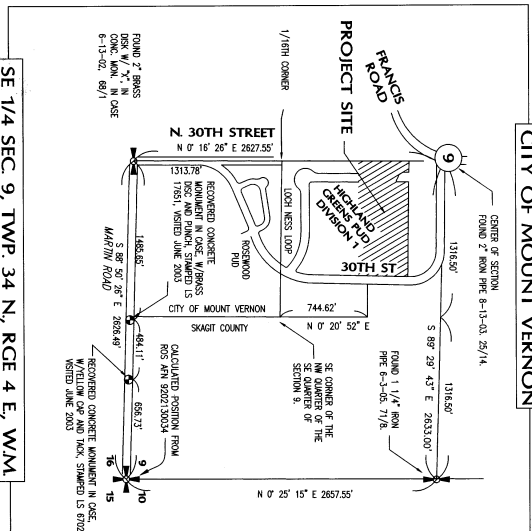 CITY OF MOUNT VERNON
CENTER OF SECTION
FOUND 2" IRON PIPE 8-13-03. 25/14.
9
FRANCIS
ROAD
PROJECT SITE
1/16TH CORNER
FOUND 2" BRASS
DISK W/ "X" IN
CONC. MON. IN CASE
6-13-02, 68/1
N. 30TH STREET
N 0' 16' 26" E 2627.55'
1313.78'
HIGHLAND
GREENS PUD
DIVISION 1
30TH ST
LOCH NESS LOOP
ROSEWOOD
PUD
RECOVERED CONCRETE
MONUMENT IN CASE, W/BRASS
DISC AND PUNCH, STAMPED LS
17651, VISITED JUNE 2003
1316.50'
1316.50'
S 89' 29' 43" E 2633.00'
FOUND 1 1/4" IRON
PIPE 6-3-05. 71/8.
744.62'
N 0' 20' 52" E
CITY OF MOUNT VERNON
SKAGIT COUNTY
SE CORNER OF THE
NW QUARTER OF THE
SE QUARTER OF
SECTION 9.
1485.65'
484.11'
656.73'
S 88' 50' 26" E 2626.49'
MARTIN ROAD
CALCULATED POSITION FROM
ROS AFN 9202130034
RECOVERED CONCRETE MONUMENT IN CASE,
W/YELLOW CAP AND TACK, STAMPED LS 6702
VISITED JUNE 2003
9
10
16
15
N 0' 25' 15" E 2657.55'
SE 1/4 SEC. 9, TWP. 34 N., RGE 4 E, W.M.